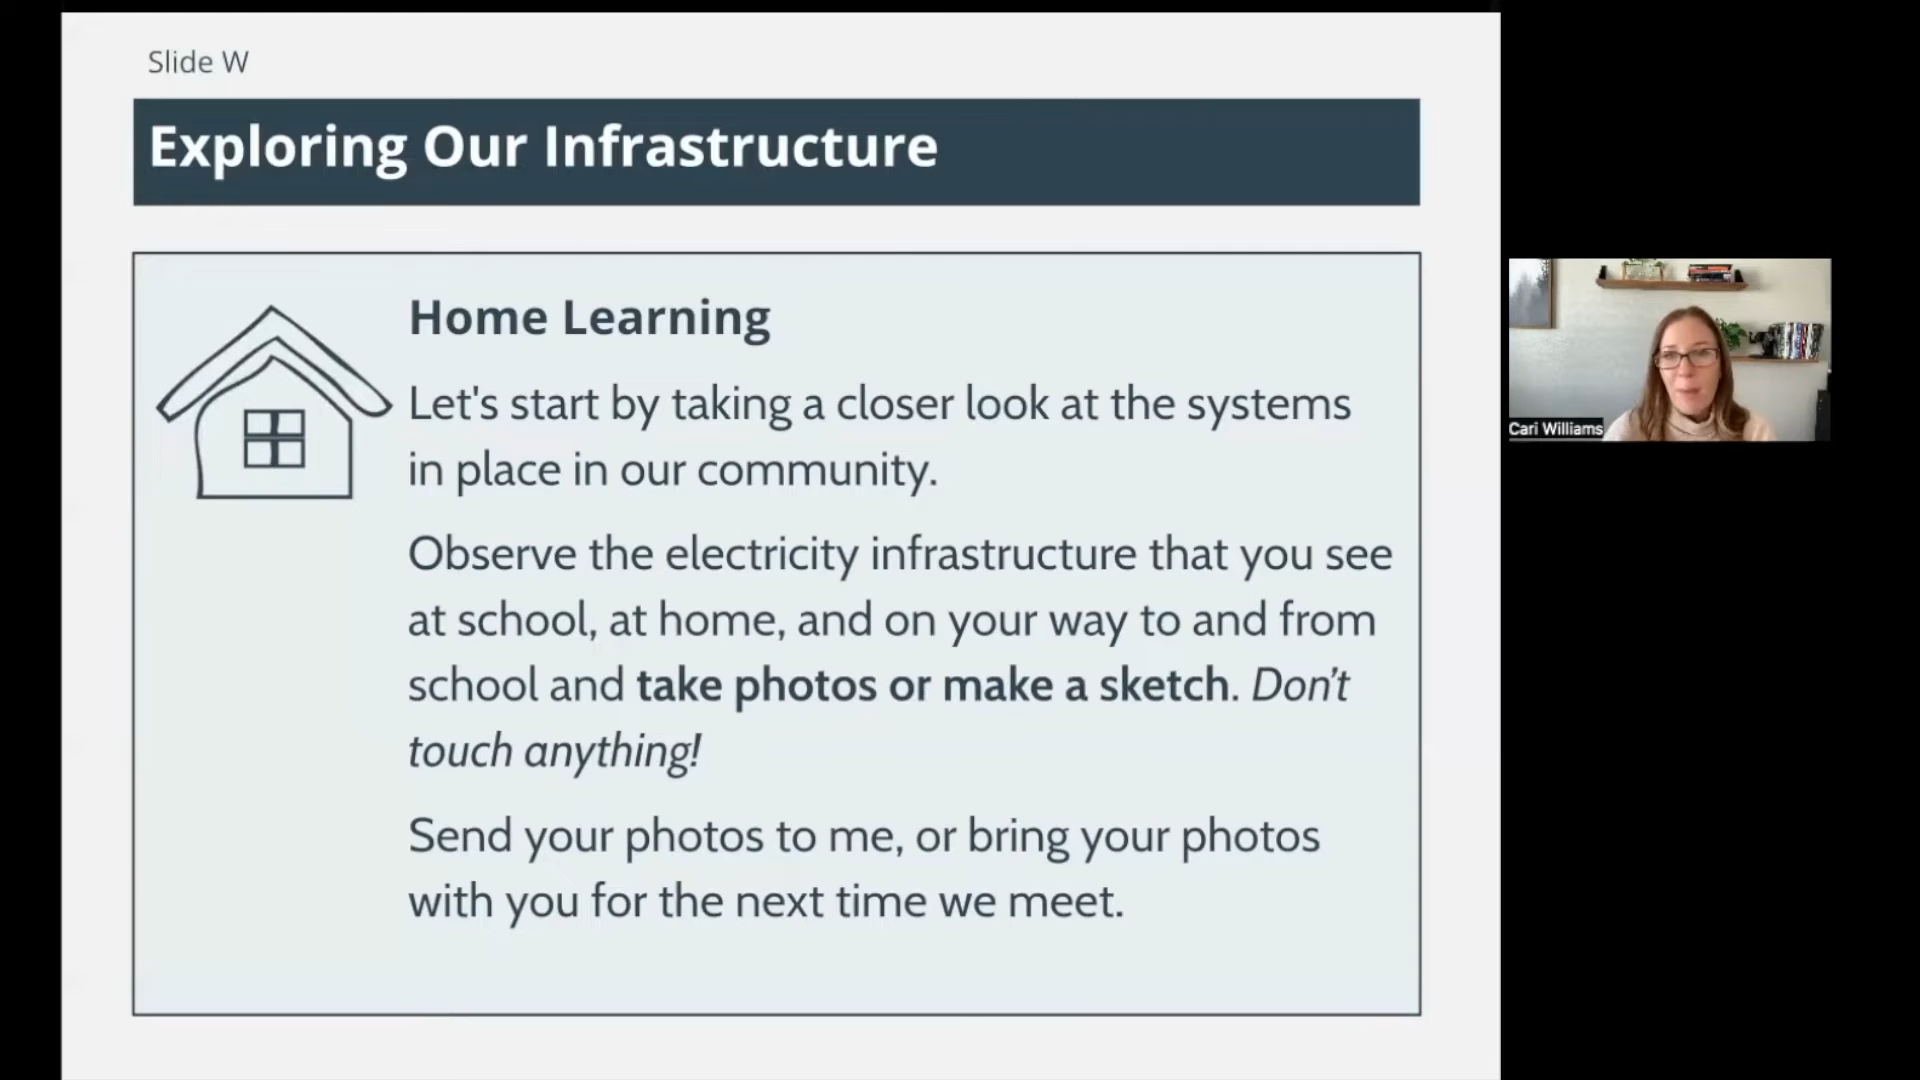 Slide W
Exploring Our Infrastructure
Home Learning
Let's start by taking a closer look at the systems
in place in our community.
Observe the electricity infrastructure that you see
at school, at home, and on your way to and from
school and take photos or make a sketch. Don't
touch anything!
Send your photos to me, or bring your photos
with you for the next time we meet.
Cari Williams